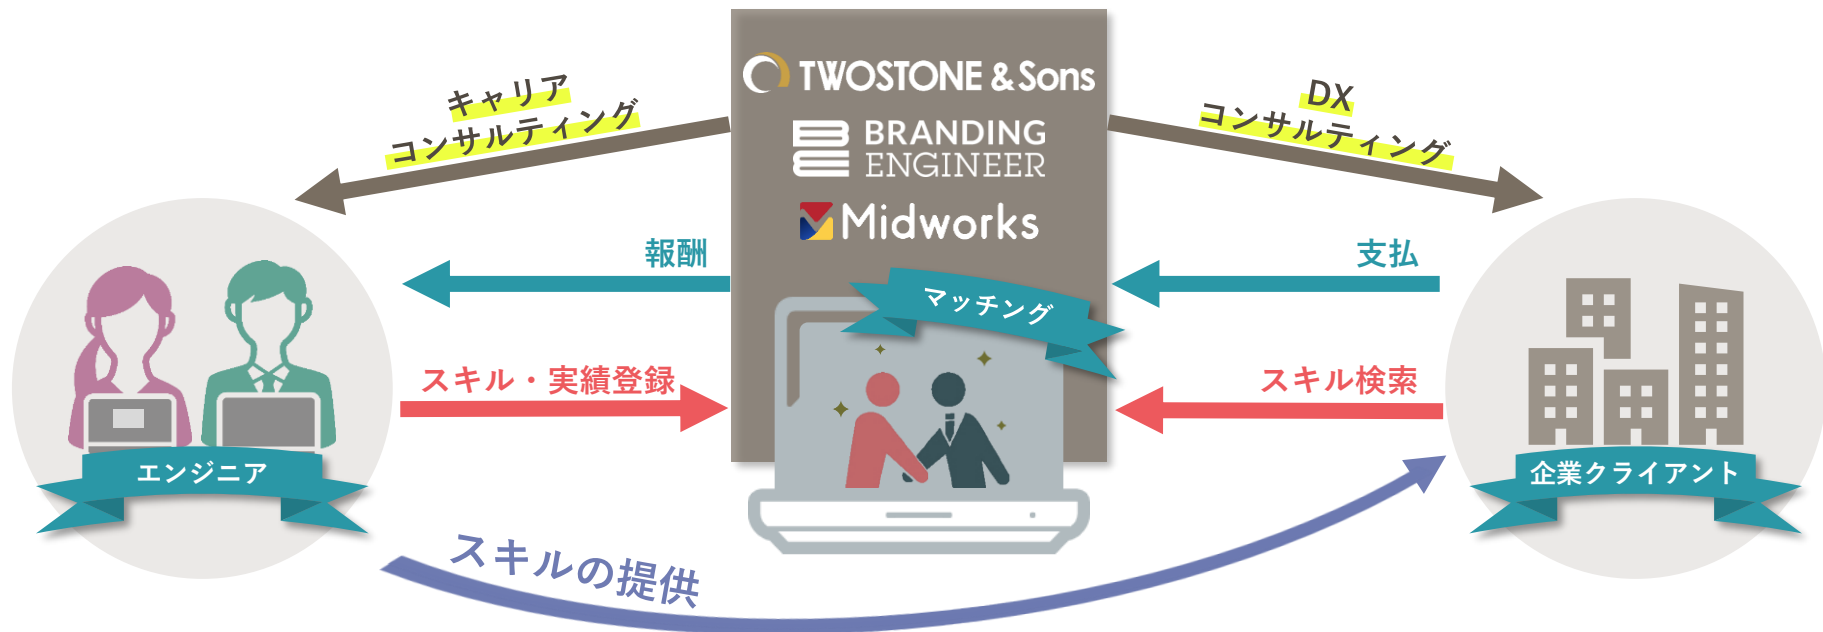 TWOSTONE & Sons
BRANDING
ENGINEER
Midworks
キャリア
コンサルティング
DX
コンサルティング
報酬
支払
マッチング
スキル・実績登録
スキル検索
エンジニア
企業クライアント
スキルの提供